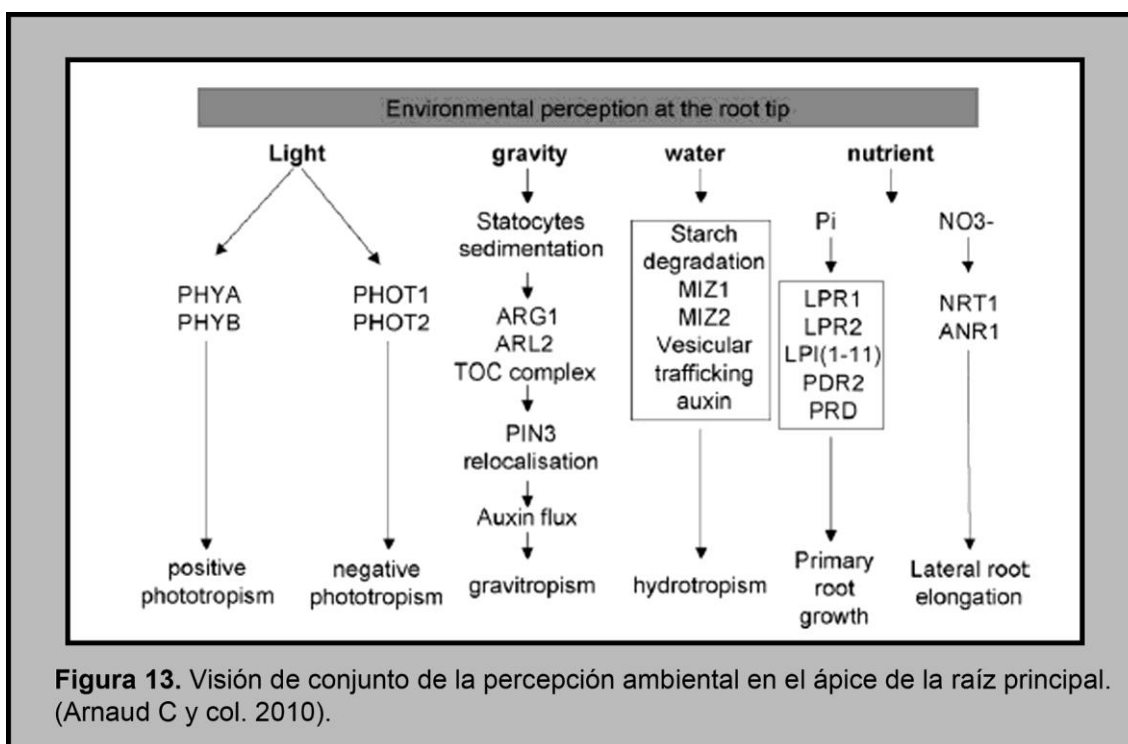 Environmental perception at the root tip
Light
PHYA
PHYB
positive
phototropism
PHOT1
PHOT2
negative
phototropism
gravity
Statocytes
sedimentation
ARG1
ARL2
TOC complex
PIN3
relocalisation
Auxin flux
gravitropism
water
Starch
degradation
MIZ1
MIZ2
Vesicular
trafficking
auxin
hydrotropism
nutrient
Pi
LPR1
LPR2
LPI(1-11)
PDR2
PRD
Primary
root
growth
NO3-
NRT1
ANR1
Lateral root
elongation
Figura 13. Visión de conjunto de la percepción ambiental en el ápice de la raíz principal.
(Arnaud C y col. 2010).